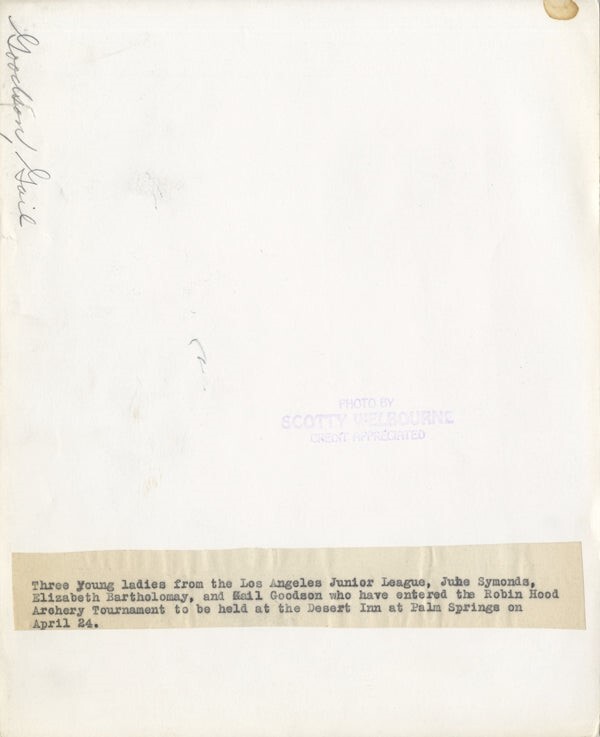 Goodson, Gail
PHOTO BY
SCOTTY WELBOURNE
CREDIT APPRECIATED
Three young ladies from the Los Angeles Junior League, June Symonds,
Elizabeth Bartholomay, and Gail Goodson who have entered the Robin Hood
Archery Tournament to be held at the Desert Inn at Palm Springs on
April 24.